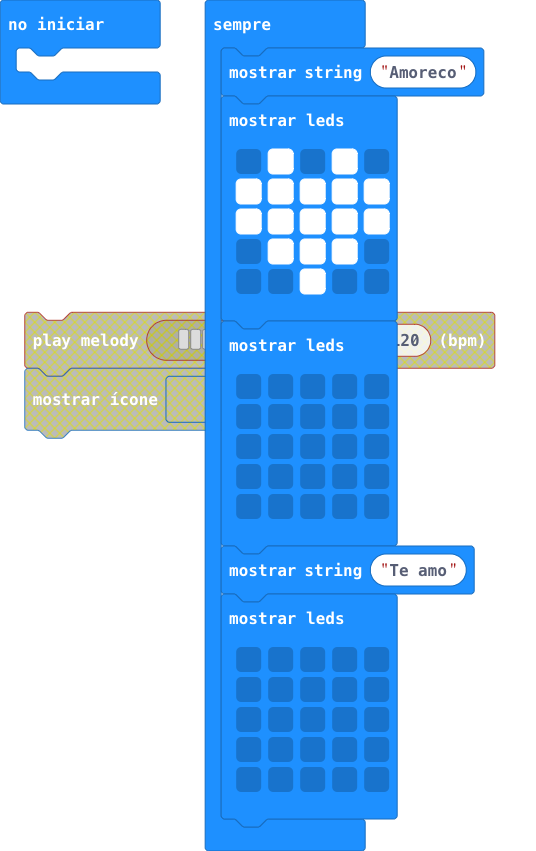 no iniciar
sempre
mostrar string "Amoreco"
mostrar leds
play melody 20 (bpm)
mostrar leds
mostrar ícone
mostrar string "Te amo"
mostrar leds